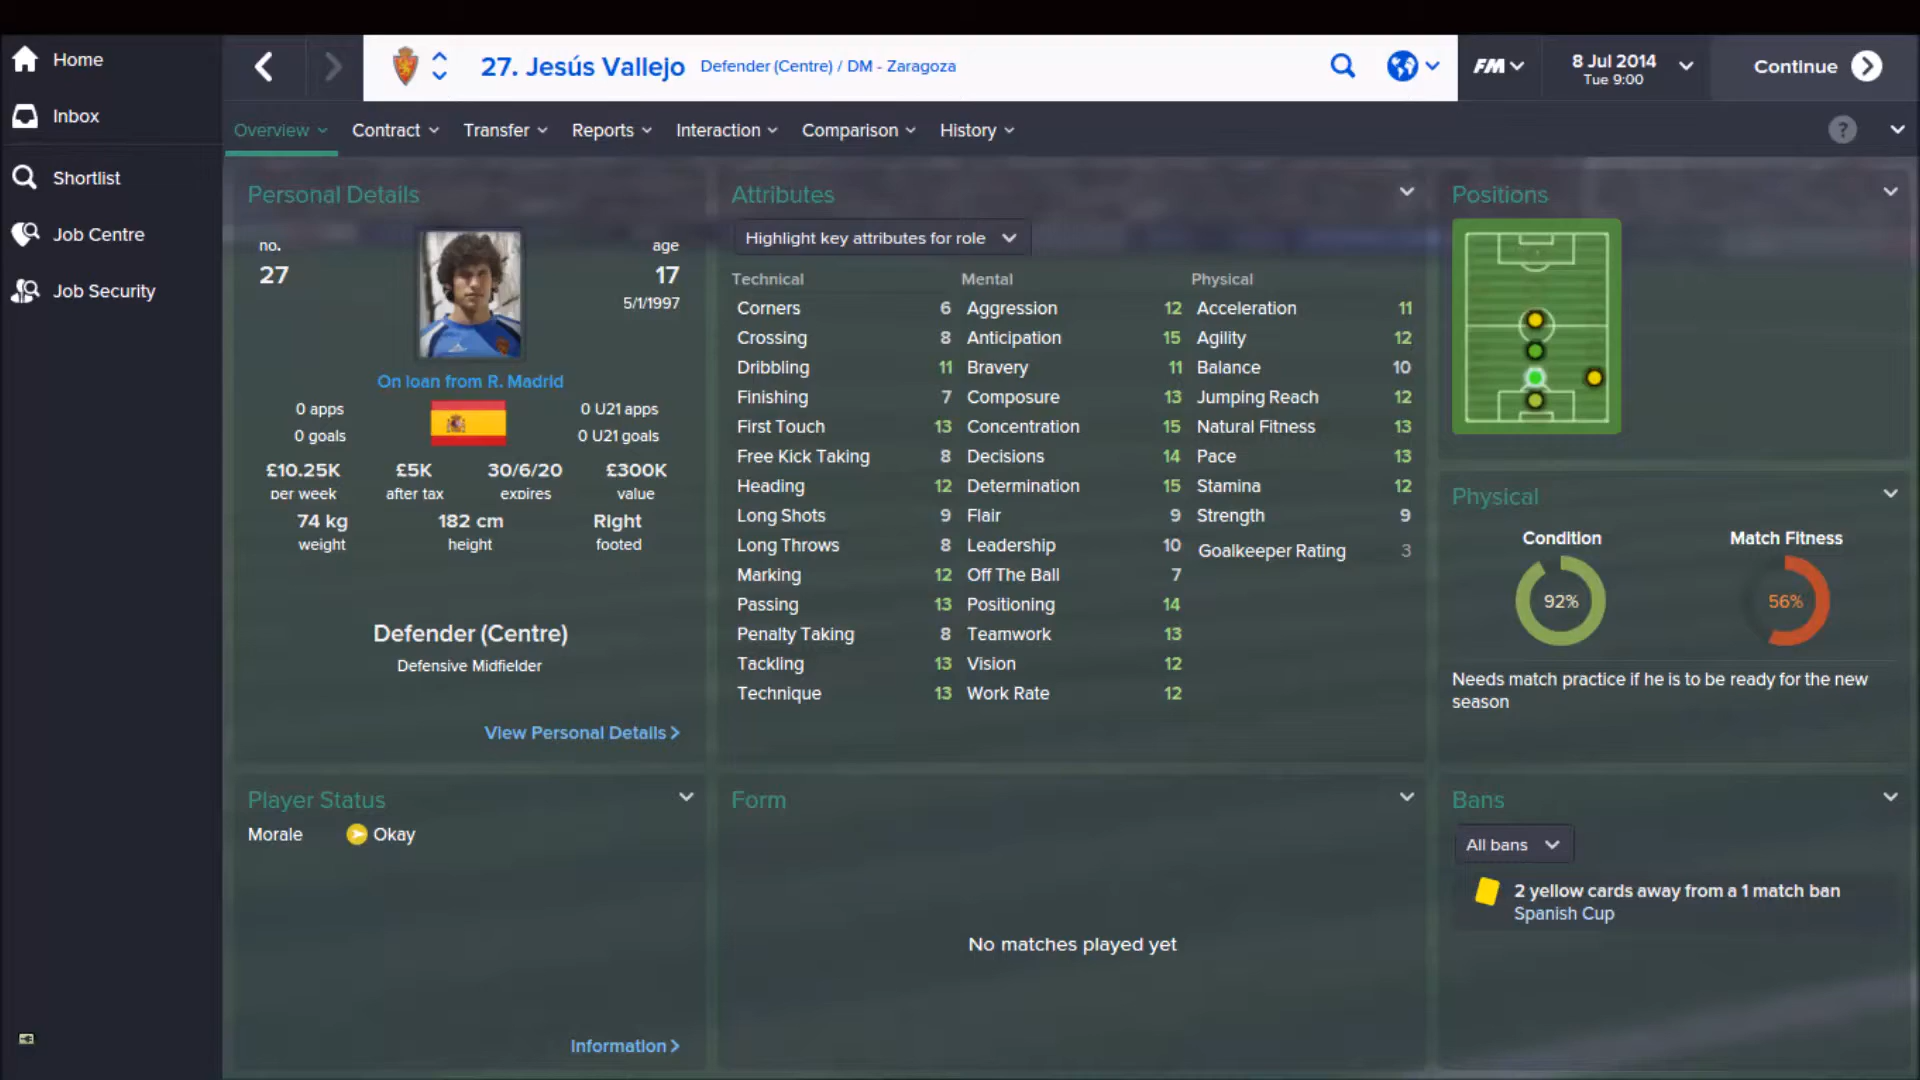 Home
Inbox
Shortlist
Job Centre
Job Security
27. Jesús Vallejo
Defender (Centre) / DM - Zaragoza
FM
8 Jul 2014
Tue 9:00
Continue
Overview
Contract
Transfer
Reports
Interaction
Comparison
History
?
Personal Details
no.
27
age
17
5/1/1997
On loan from R. Madrid
0 apps
0 goals
0 U21 apps
0 U21 goals
£10.25K
per week
£5K
after tax
30/6/20
expires
£300K
value
74 kg
weight
182 cm
height
Right
footed
Defender (Centre)
Defensive Midfielder
View Personal Details >
Attributes
Highlight key attributes for role
Technical
Corners 6
Crossing 8
Dribbling 11
Finishing 7
First Touch 13
Free Kick Taking 8
Heading 12
Long Shots 9
Long Throws 8
Marking 12
Passing 13
Penalty Taking 8
Tackling 13
Technique 13
Mental
Aggression 12
Anticipation 15
Bravery 11
Composure 13
Concentration 15
Decisions 14
Determination 15
Flair 9
Leadership 10
Off The Ball 7
Positioning 14
Teamwork 13
Vision 12
Work Rate 12
Physical
Acceleration 11
Agility 12
Balance 10
Jumping Reach 12
Natural Fitness 13
Pace 13
Stamina 12
Strength 9
Goalkeeper Rating 3
Positions
Physical
Condition
92%
Match Fitness
56%
Needs match practice if he is to be ready for the new
season
Player Status
Morale
Okay
Information >
Form
No matches played yet
Bans
All bans
2 yellow cards away from a 1 match ban
Spanish Cup